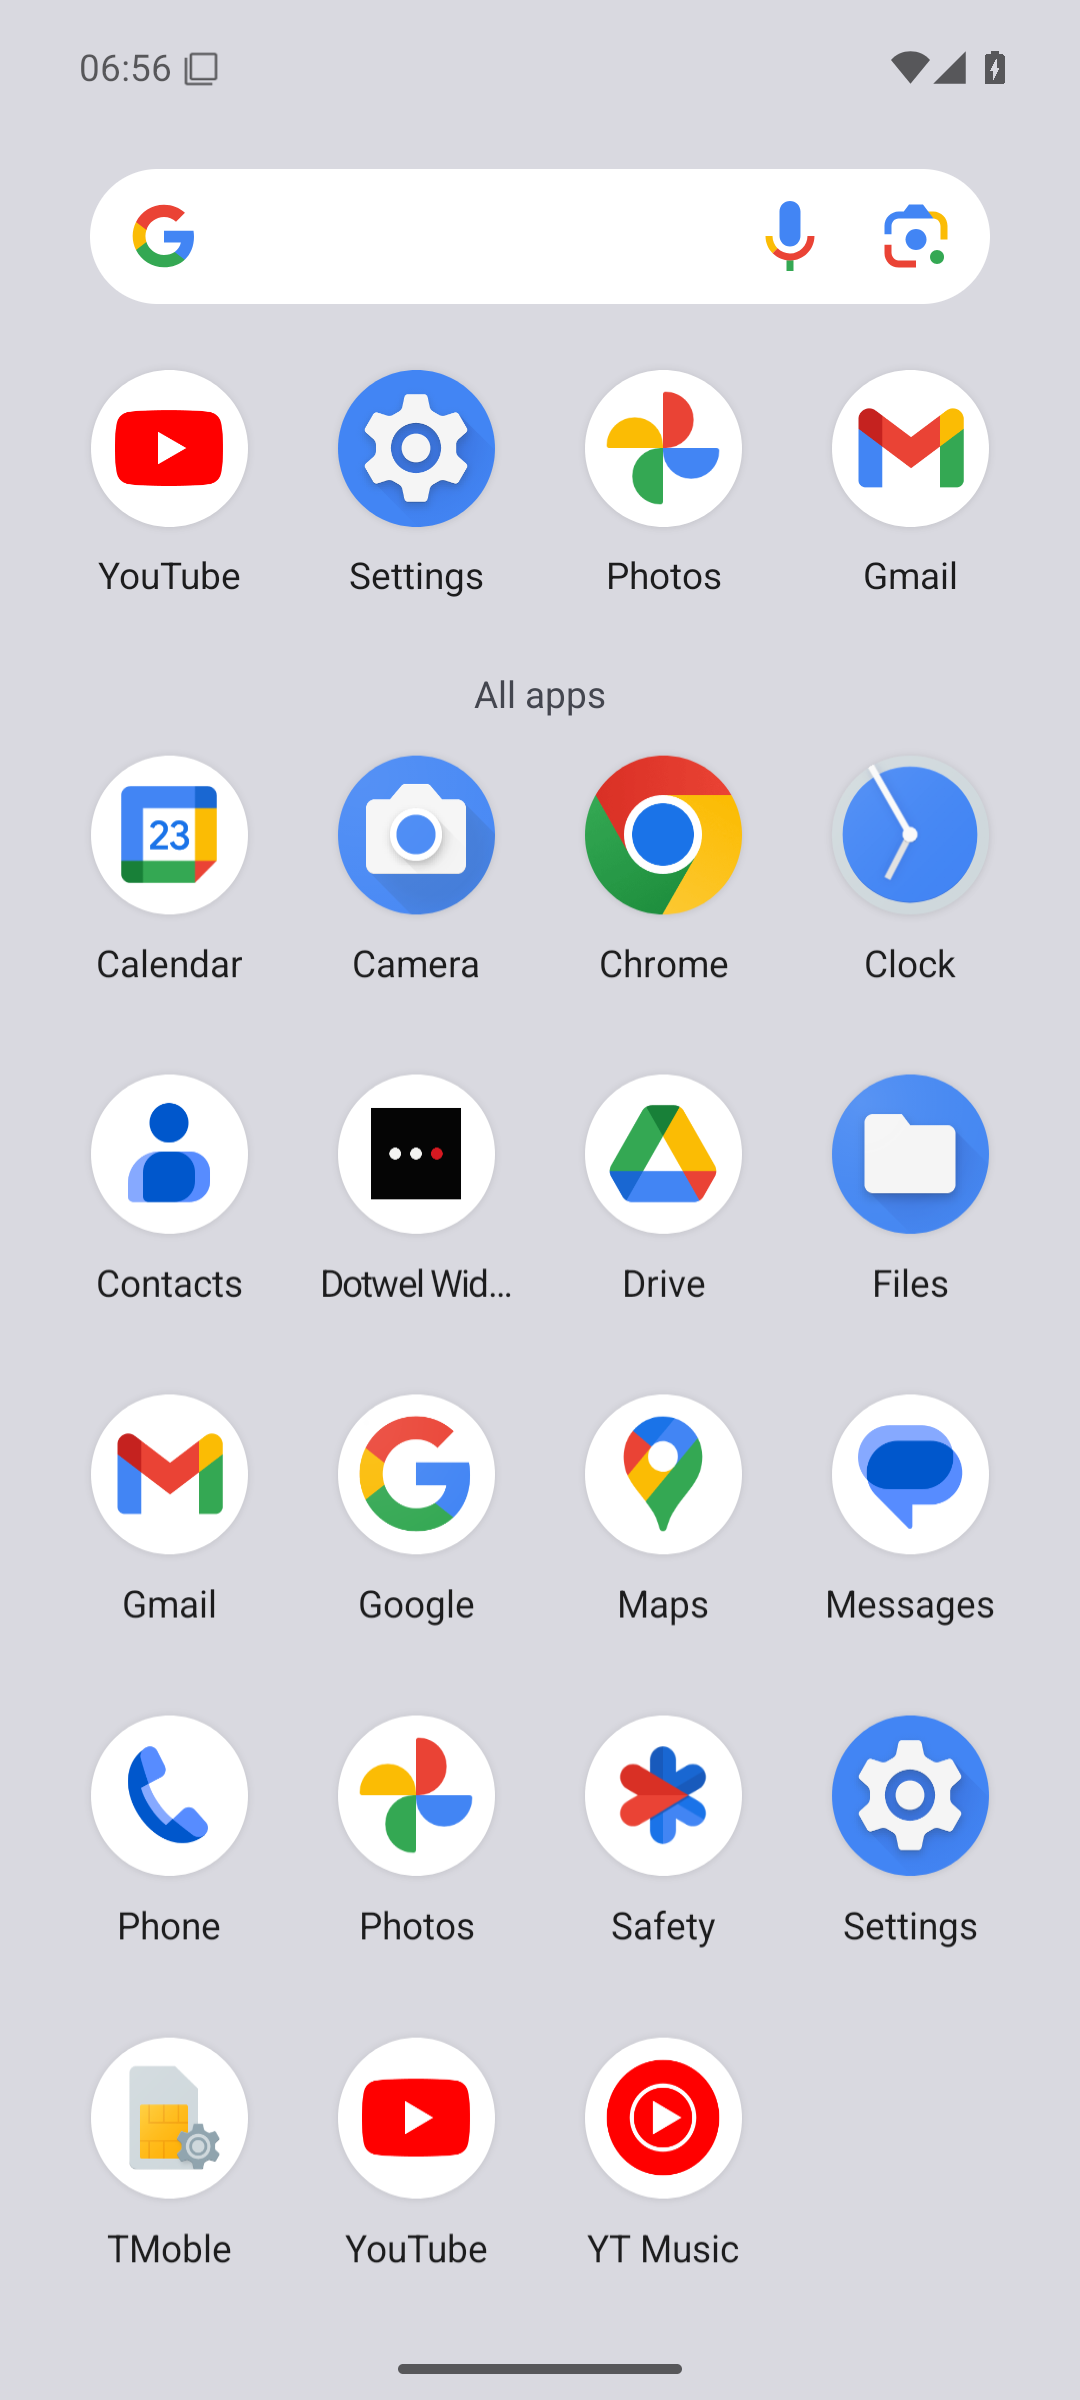 06:56
YouTube Settings Photos Gmail
All apps
23
Calendar Camera Chrome Clock
Contacts Dotwel Wid... Drive Files
Gmail Google Maps Messages
Phone Photos Safety Settings
TMoble YouTube YT Music